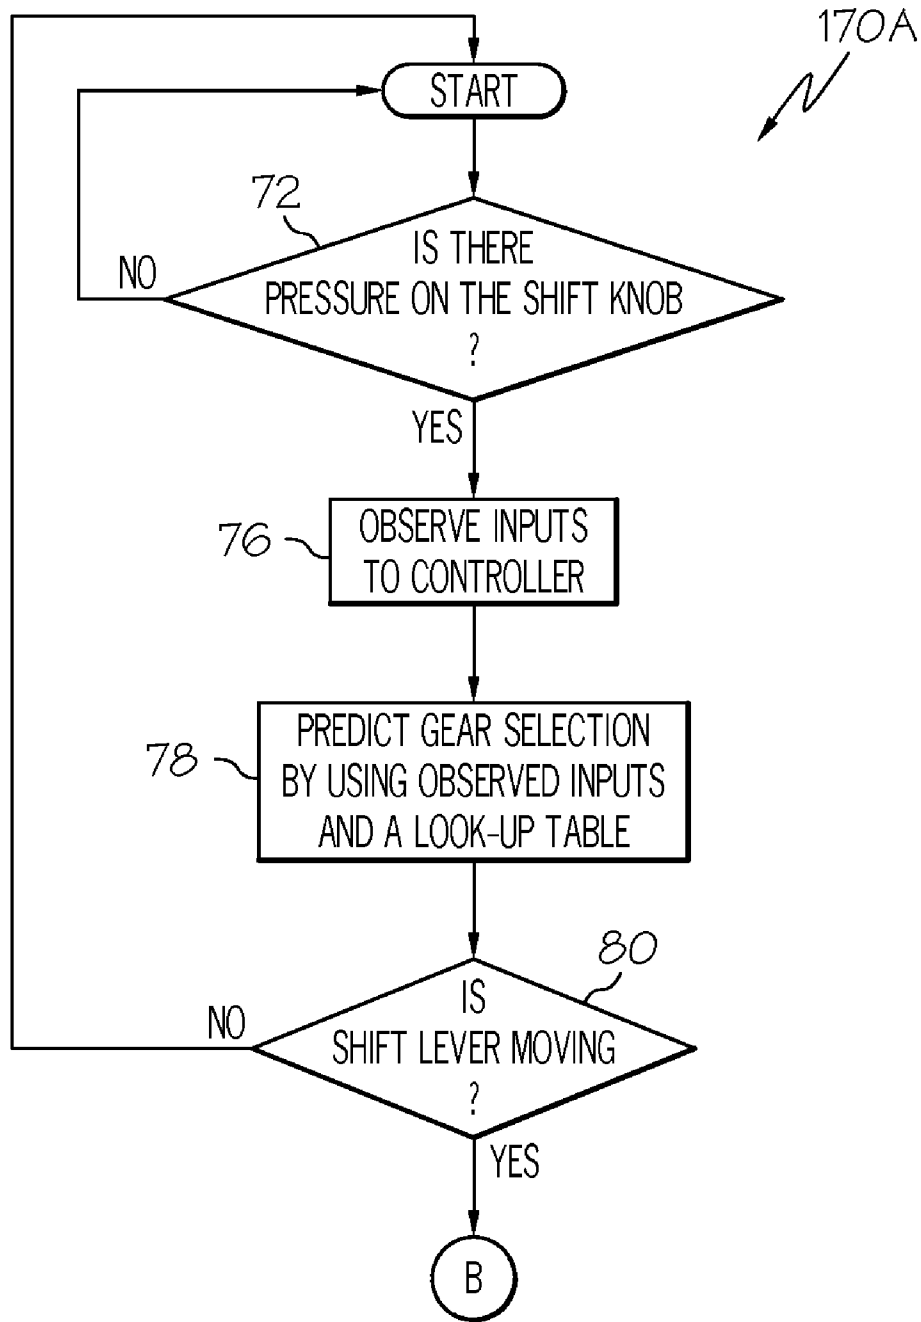 170A
START
72
IS THERE
NO
PRESSURE ON THE SHIFT KNOB
?
YES
76
OBSERVE INPUTS
TO CONTROLLER
78
PREDICT GEAR SELECTION
BY USING OBSERVED INPUTS
AND A LOOK-UP TABLE
80
NO
IS
SHIFT LEVER MOVING
?
YES
B